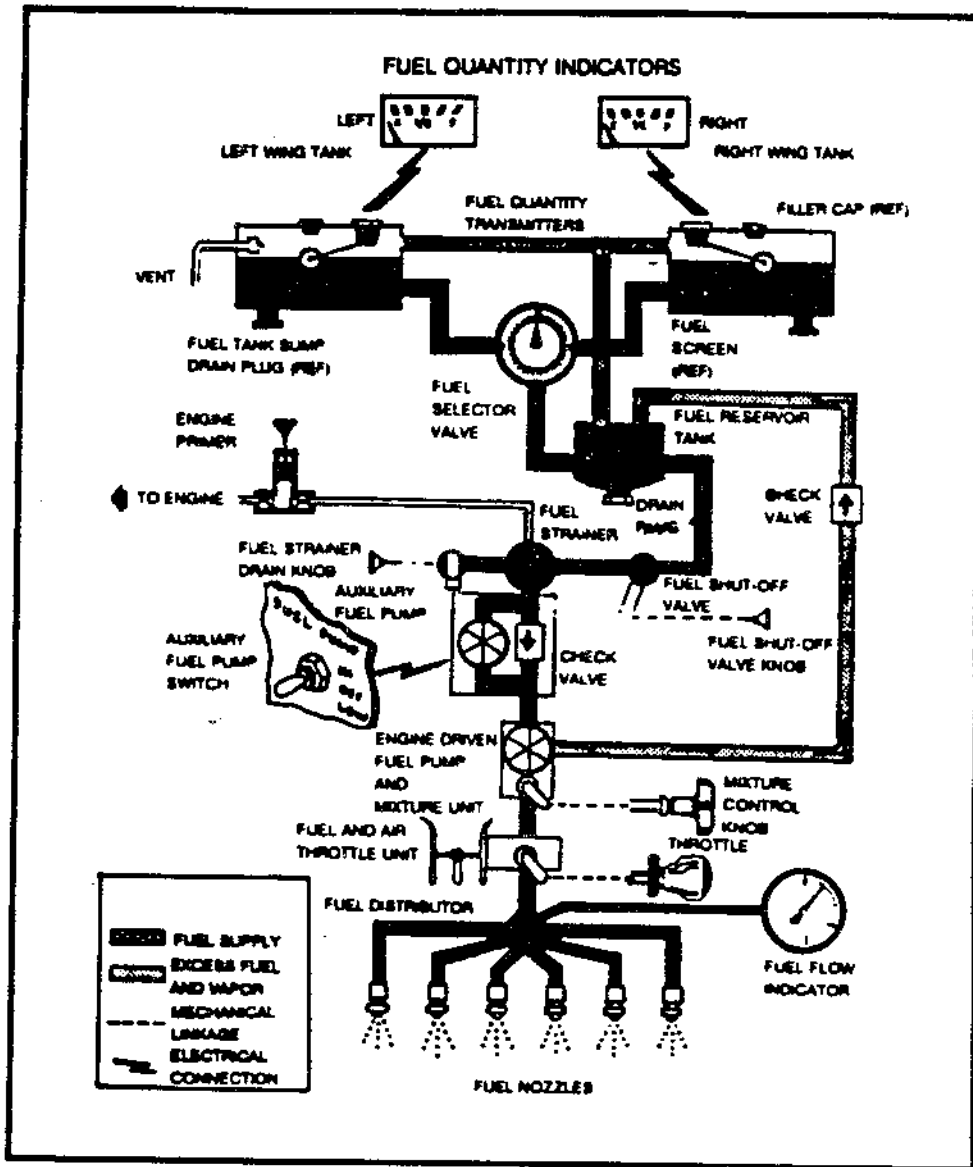 FUEL QUANTITY INDICATORS
LEFT
RIGHT
LEFT WING TANK
RIGHT WING TANK
FUEL QUANTITY
TRANSMITTERS
FILLER CAP (REF)
VENT
FUEL TANK SUMP
DRAIN PLUG (REF)
FUEL
SELECTOR
VALVE
FUEL
SCREEN
(REF)
FUEL RESERVOIR
TANK
ENGINE
PRIMER
TO ENGINE
FUEL
STRAINER
DRAIN
CHECK
VALVE
FUEL STRAINER
DRAIN KNOB
AUXILIARY
FUEL PUMP
FUEL SHUT-OFF
VALVE
FUEL SHUT-OFF
VALVE KNOB
AUXILIARY
FUEL PUMP
SWITCH
FUEL PUMP
CHECK
VALVE
ENGINE DRIVEN
FUEL PUMP
AND
MIXTURE UNIT
MIXTURE
CONTROL
KNOB
FUEL AND AIR
THROTTLE UNIT
THROTTLE
FUEL DISTRIBUTOR
FUEL FLOW
INDICATOR
FUEL SUPPLY
EXCESS FUEL
AND VAPOR
MECHANICAL
LINKAGE
ELECTRICAL
CONNECTION
FUEL NOZZLES